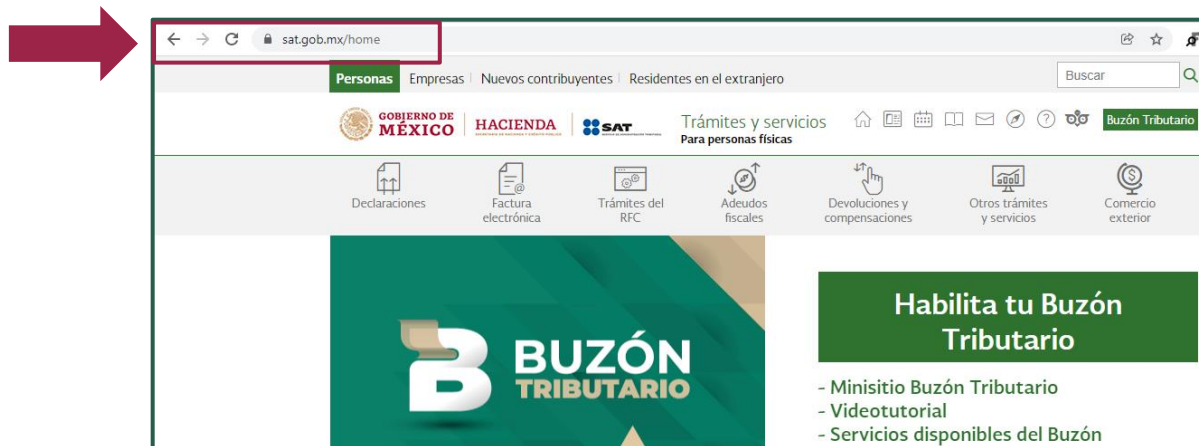 sat.gob.mx/home
Personas Empresas Nuevos contribuyentes Residentes en el extranjero Buscar
GOBIERNO DE MÉXICO HACIENDA SAT Trámites y servicios Buzón Tributario
Para personas físicas
Declaraciones Factura electrónica Trámites del RFC Adeudos fiscales Devoluciones y compensaciones Otros trámites y servicios Comercio exterior
B BUZÓN
TRIBUTARIO
Habilita tu Buzón
Tributario
- Minisitio Buzón Tributario
- Videotutorial
- Servicios disponibles del Buzón